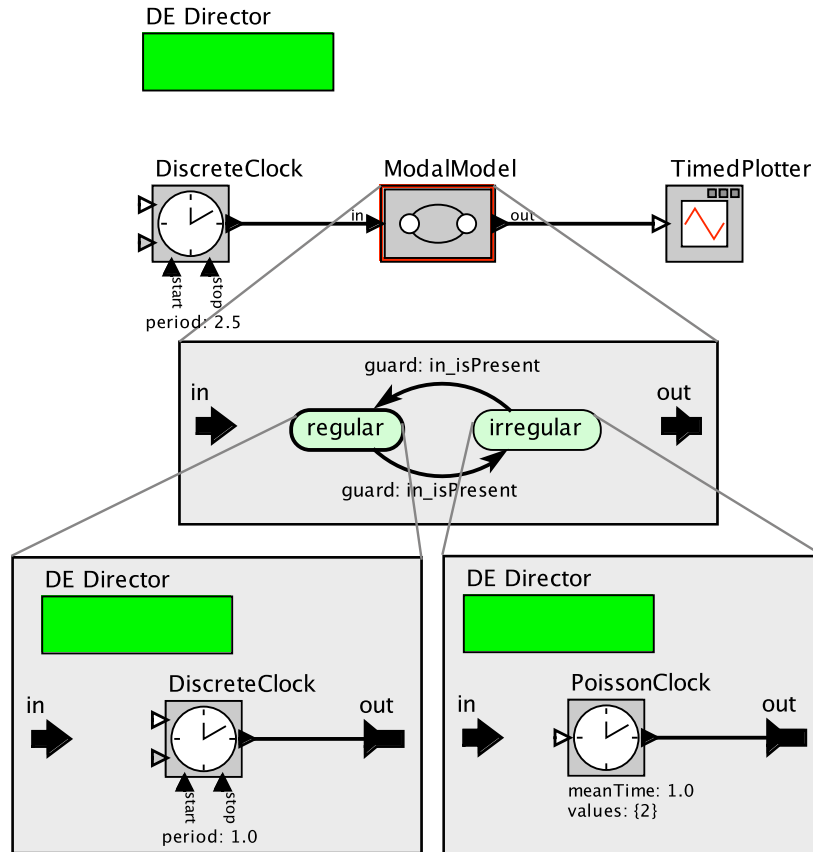 DE Director
DiscreteClock
ModalModel
TimedPlotter
in
out
start
stop
period: 2.5
guard: in_isPresent
in
out
regular
irregular
guard: in_isPresent
DE Director
DE Director
DiscreteClock
PoissonClock
in
out
in
out
start
stop
meanTime: 1.0
values: {2}
period: 1.0